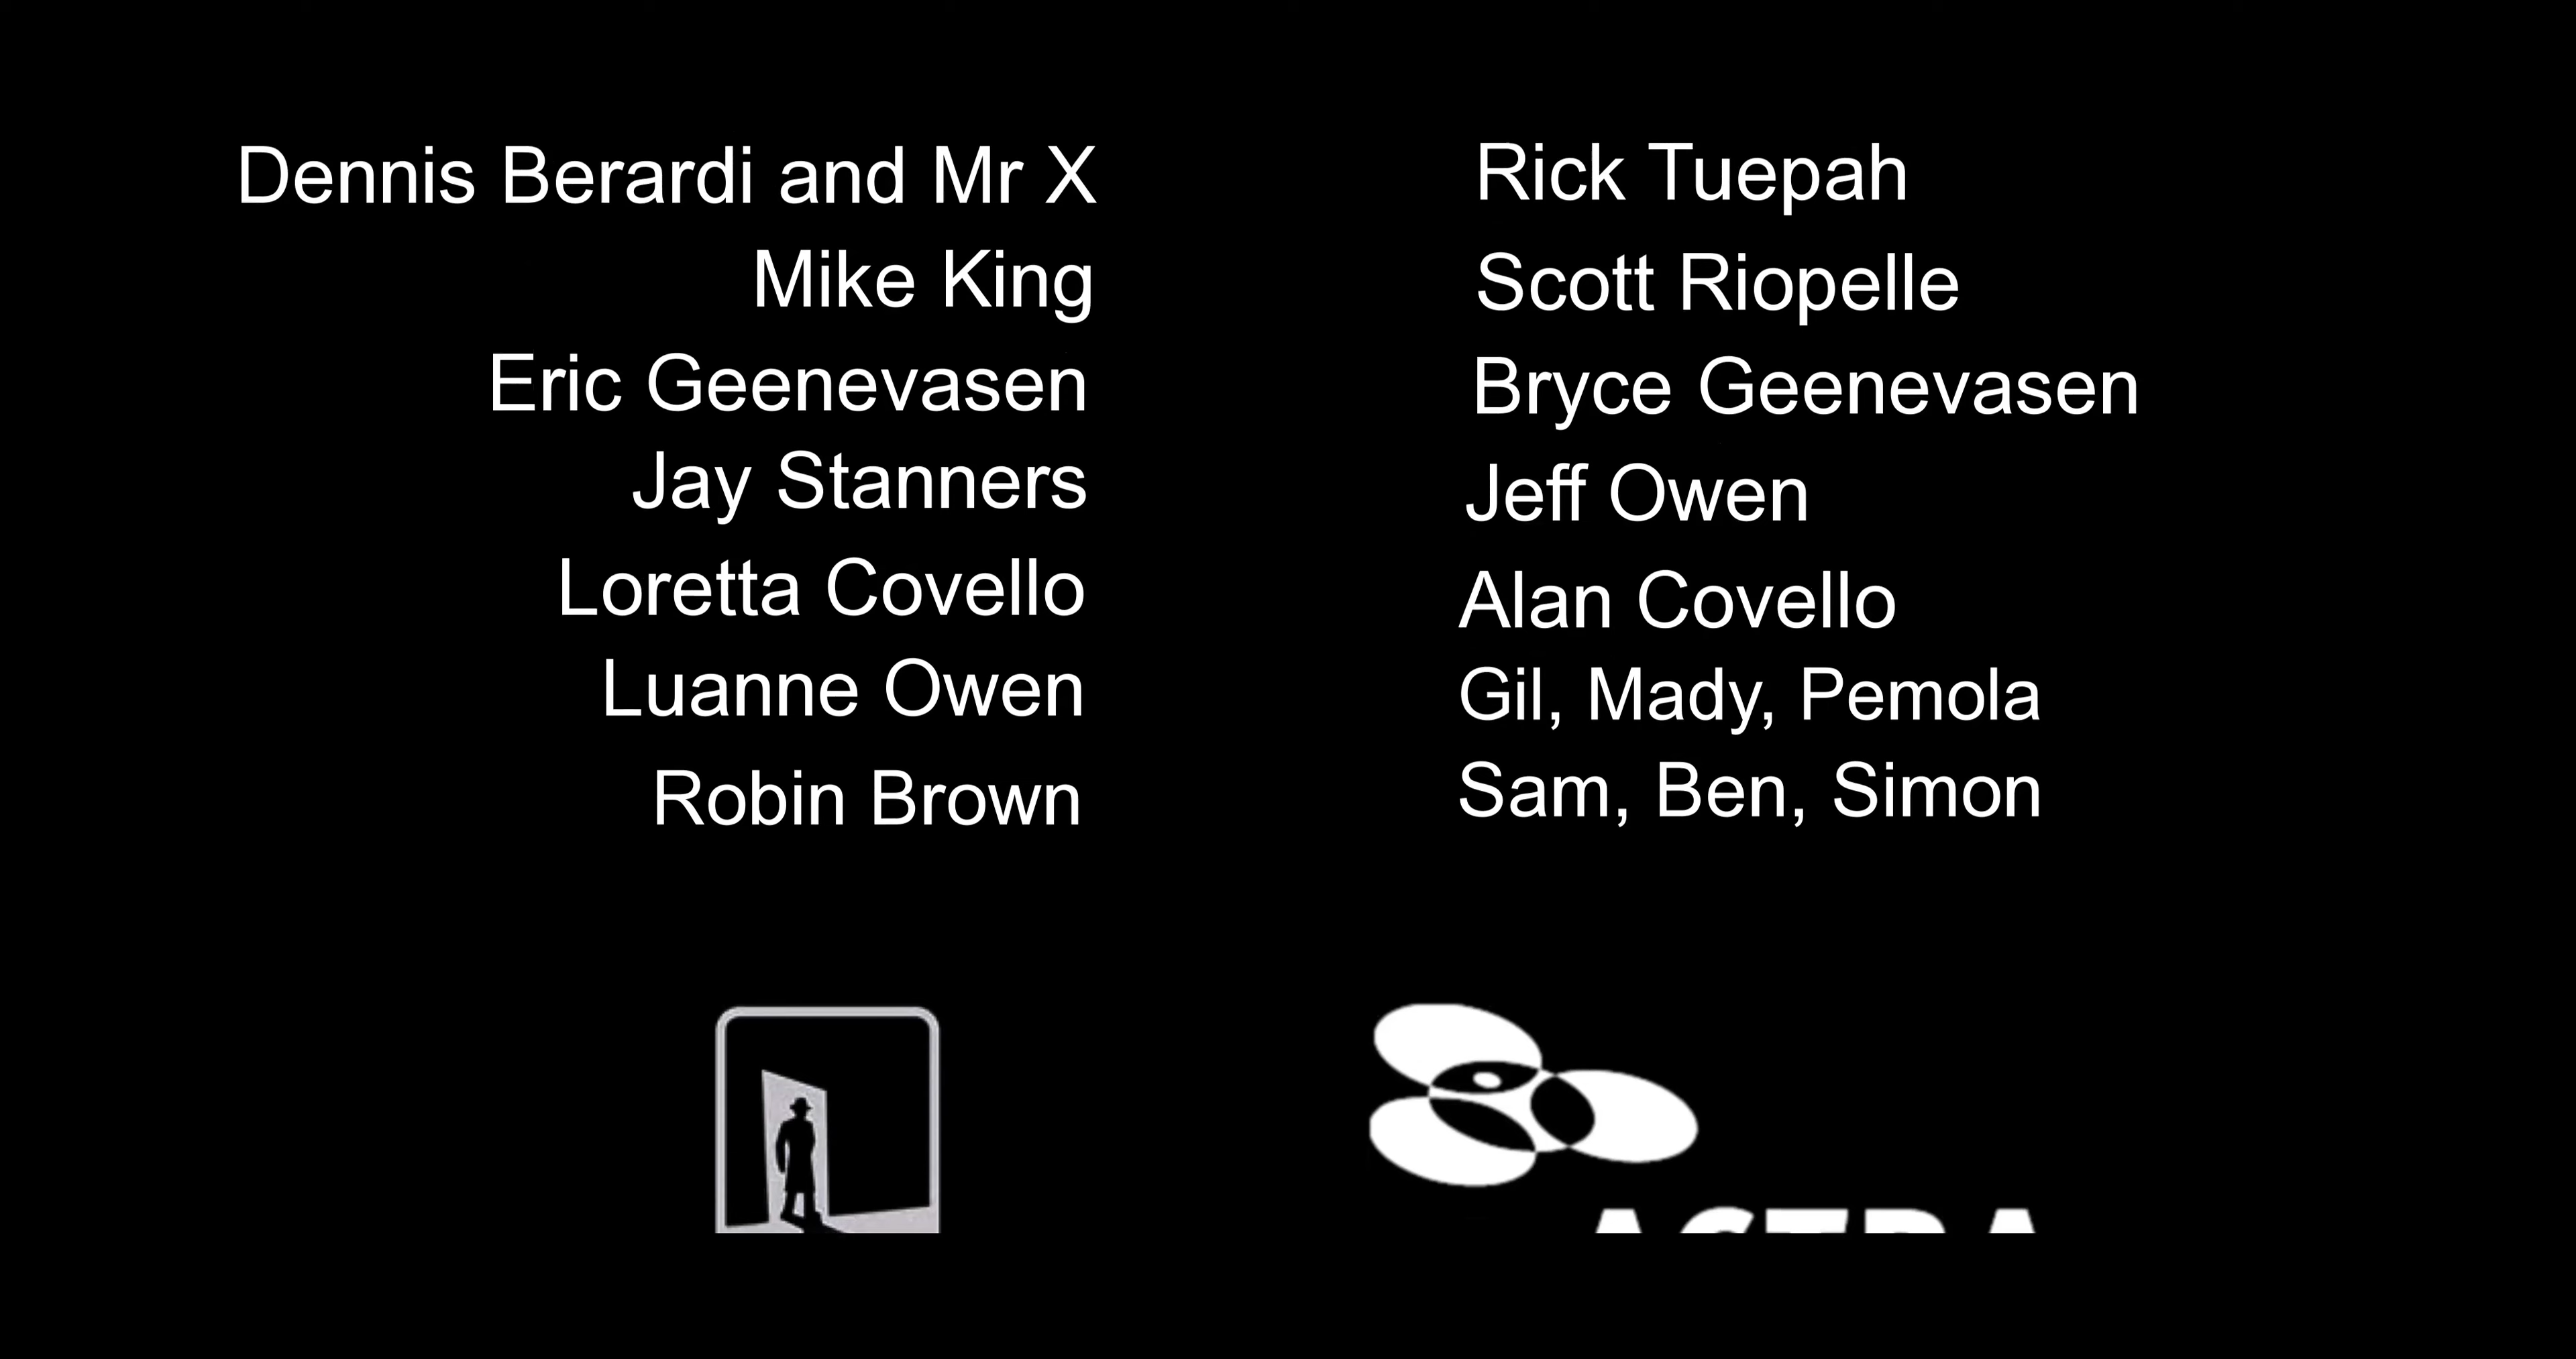 Dennis Berardi and Mr X
Mike King
Eric Geenevasen
Jay Stanners
Loretta Covello
Luanne Owen
Robin Brown
Rick Tuepah
Scott Riopelle
Bryce Geenevasen
Jeff Owen
Alan Covello
Gil, Mady, Pemola
Sam, Ben, Simon